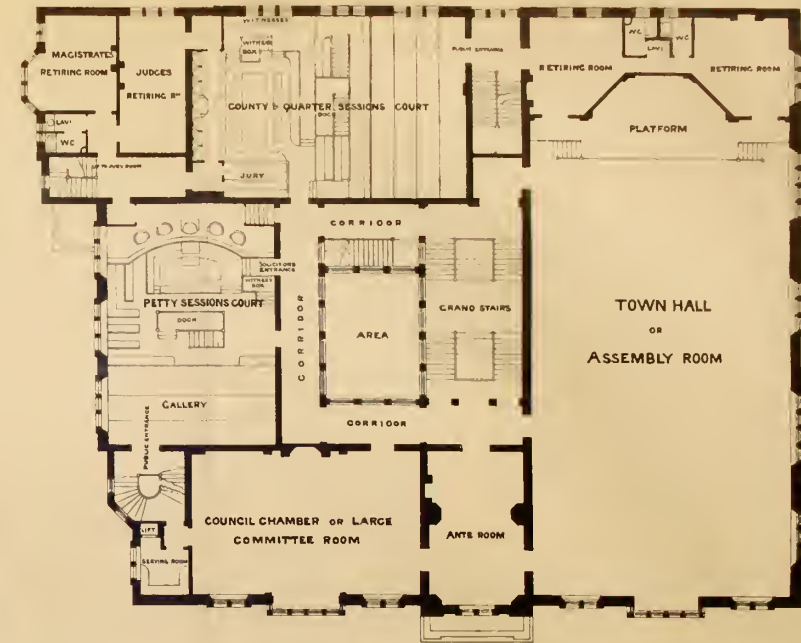 WITNESSES
MAGISTRATES
RETIRING ROOM
JUDGES
RETIRING RM
WITNESS
BOX
COUNTY & QUARTER SESSIONS COURT
DOCK
JURY
PUBLIC ENTRANCE
LAV:
WC
WC
WC
LAV:
RETIRING ROOM
RETIRING ROOM
PLATFORM
CORRIDOR
SOLICITORS
ENTRANCE
WITNESS
BOX
PETTY SESSIONS COURT
DOCK
GALLERY
PUBLIC ENTRANCE
CORRIDOR
AREA
GRAND STAIRS
CORRIDOR
TOWN HALL
OR
ASSEMBLY ROOM
COUNCIL CHAMBER OR LARGE
COMMITTEE ROOM
ANTE ROOM
LIFT
SERVING ROOM